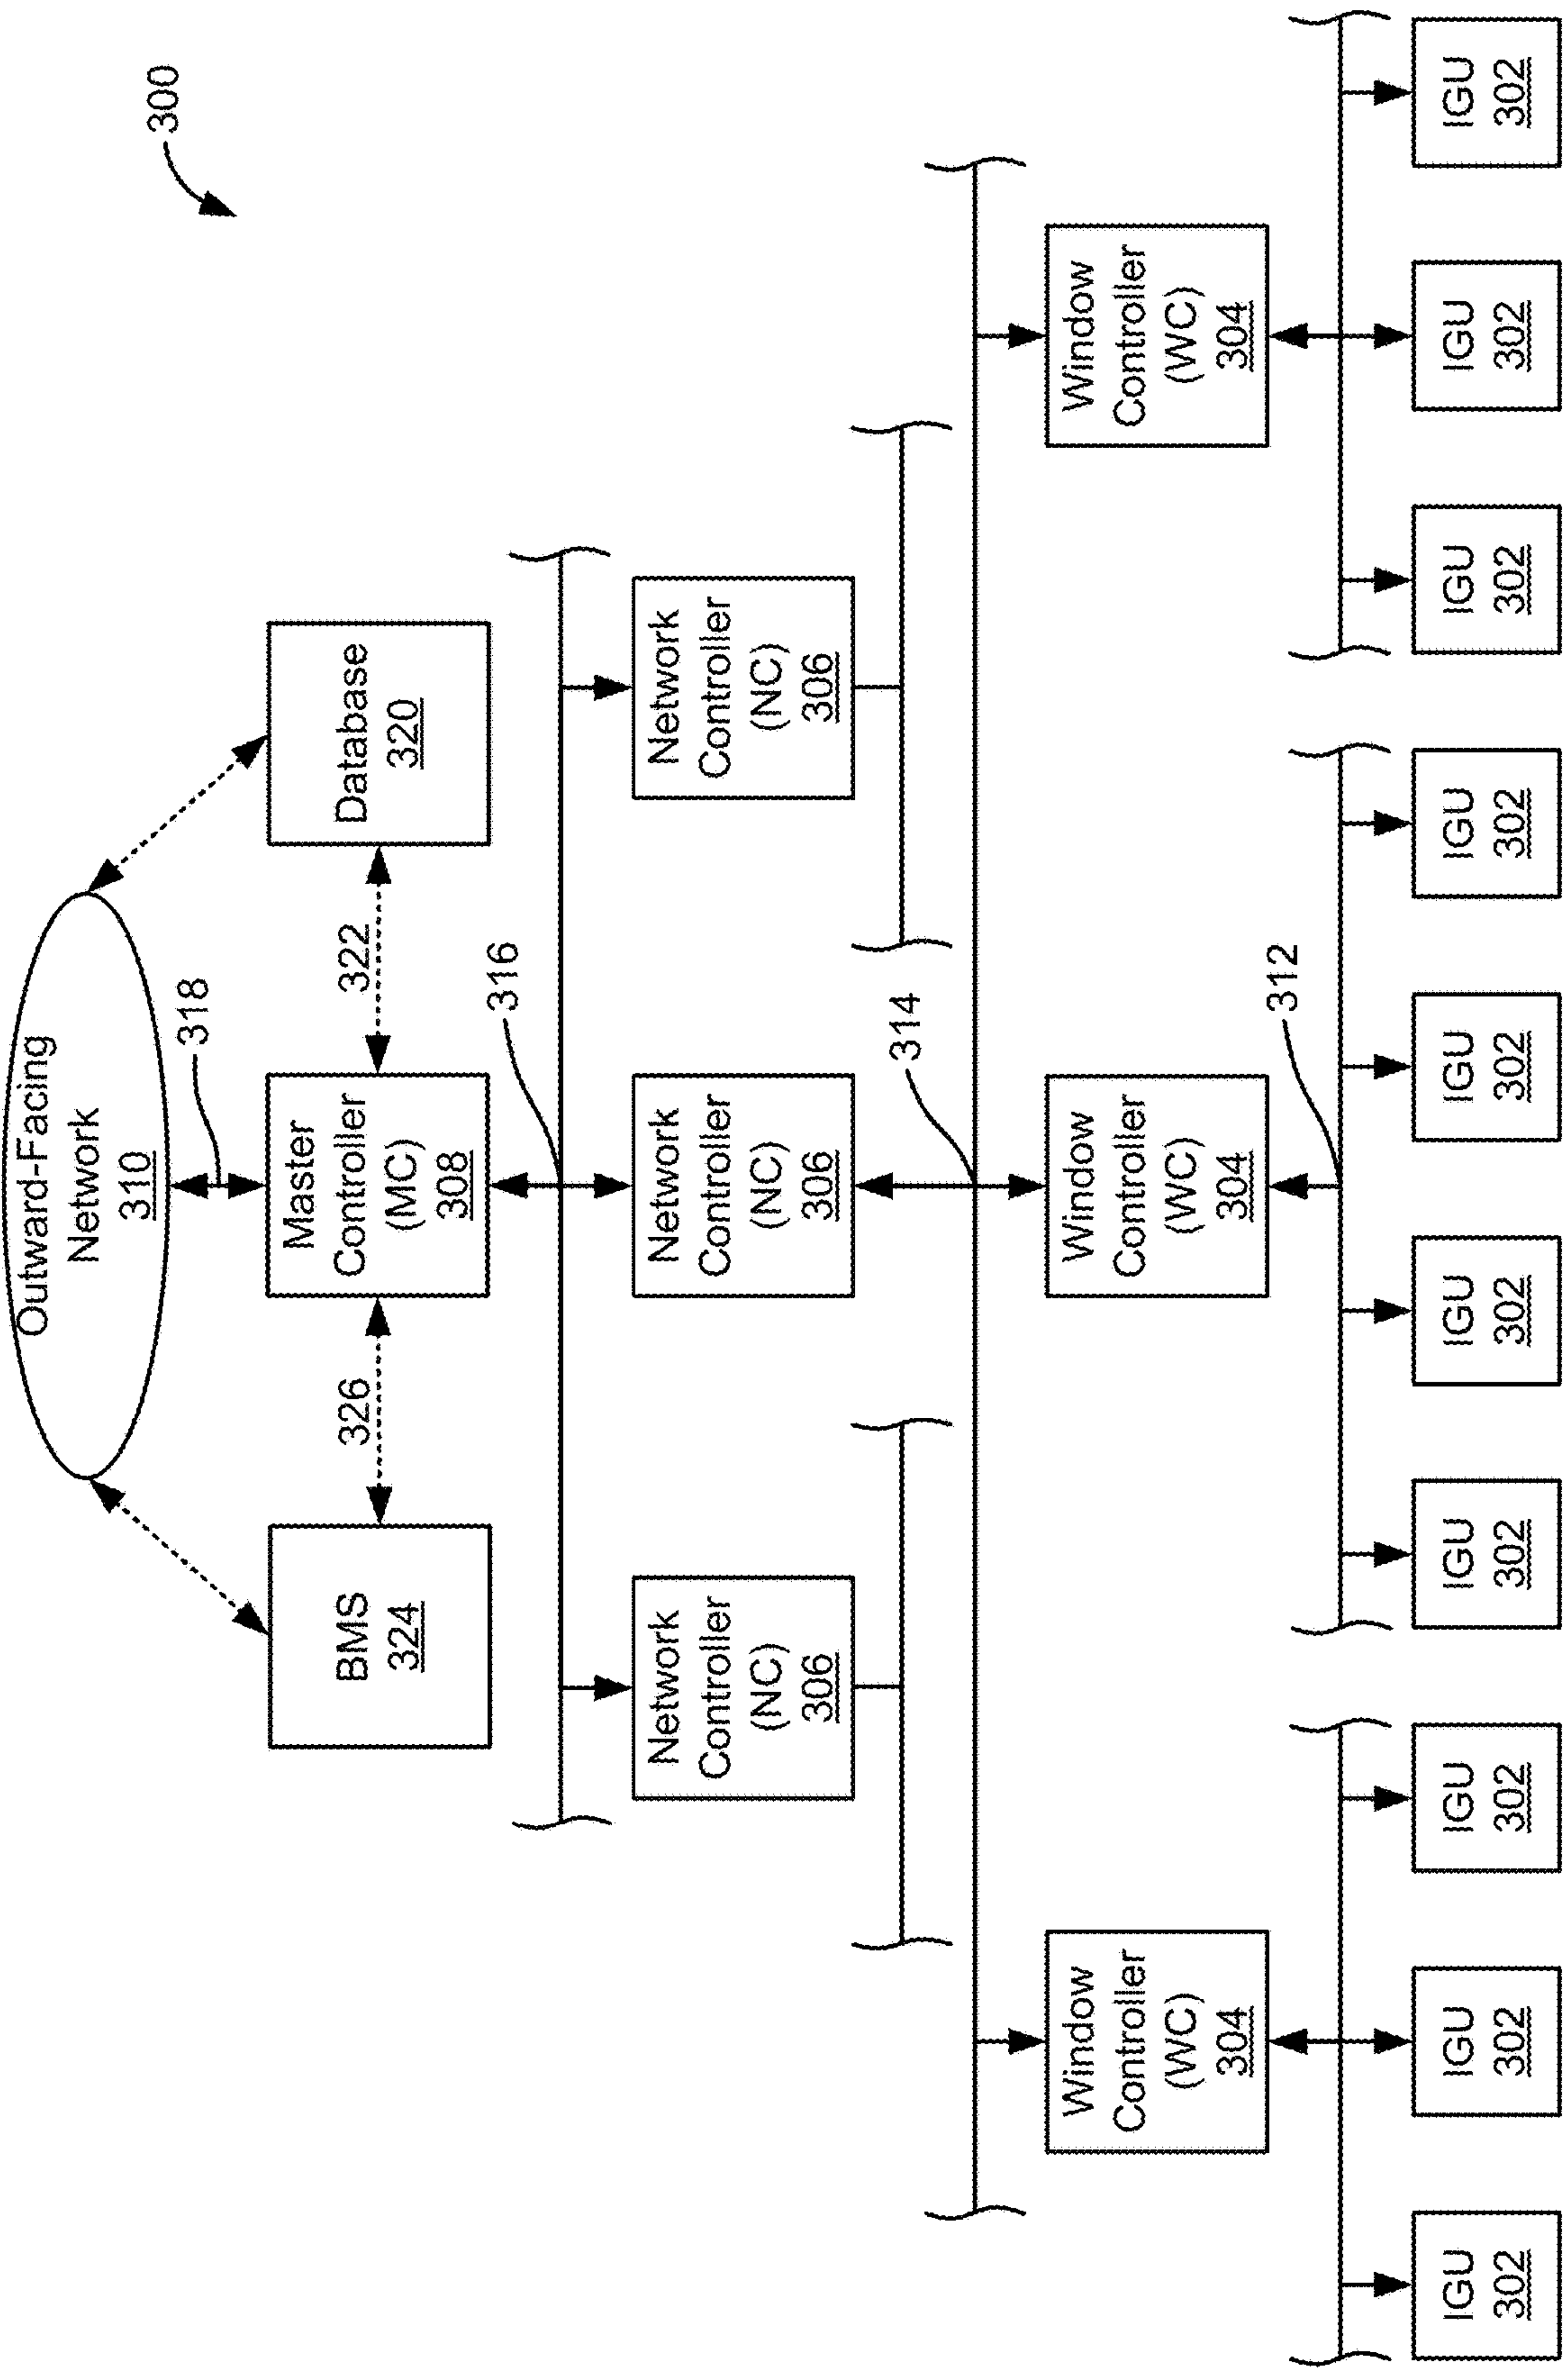 Outward-Facing
Network
310
300
318
BMS
324
326
Master
Controller
(MC)
308
322
Database
320
316
Network
Controller
(NC)
306
Network
Controller
(NC)
306
Network
Controller
(NC)
306
314
Window
Controller
(WC)
304
Window
Controller
(WC)
304
Window
Controller
(WC)
304
312
IGU
302
IGU
302
IGU
302
IGU
302
IGU
302
IGU
302
IGU
302
IGU
302
IGU
302
IGU
302